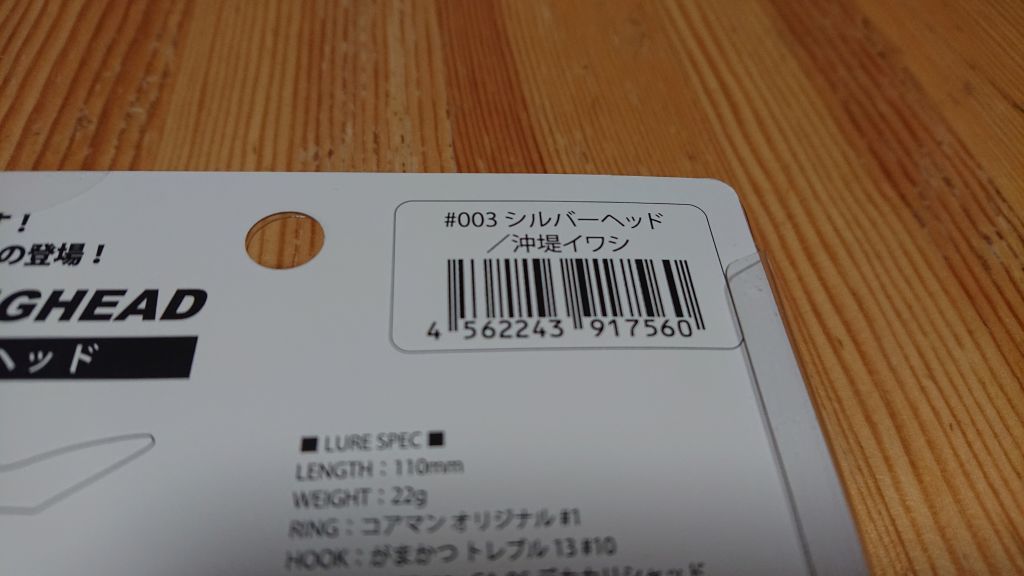 #003 シルバーヘッド
／沖堤イワシ
4 562243 917560
の登場！
GHEAD
ヘッド
■ LURE SPEC ■
LENGTH：110mm
WEIGHT：22g
RING：コアマン オリジナル #1
HOOK：がまかつ トレブル 13 #10